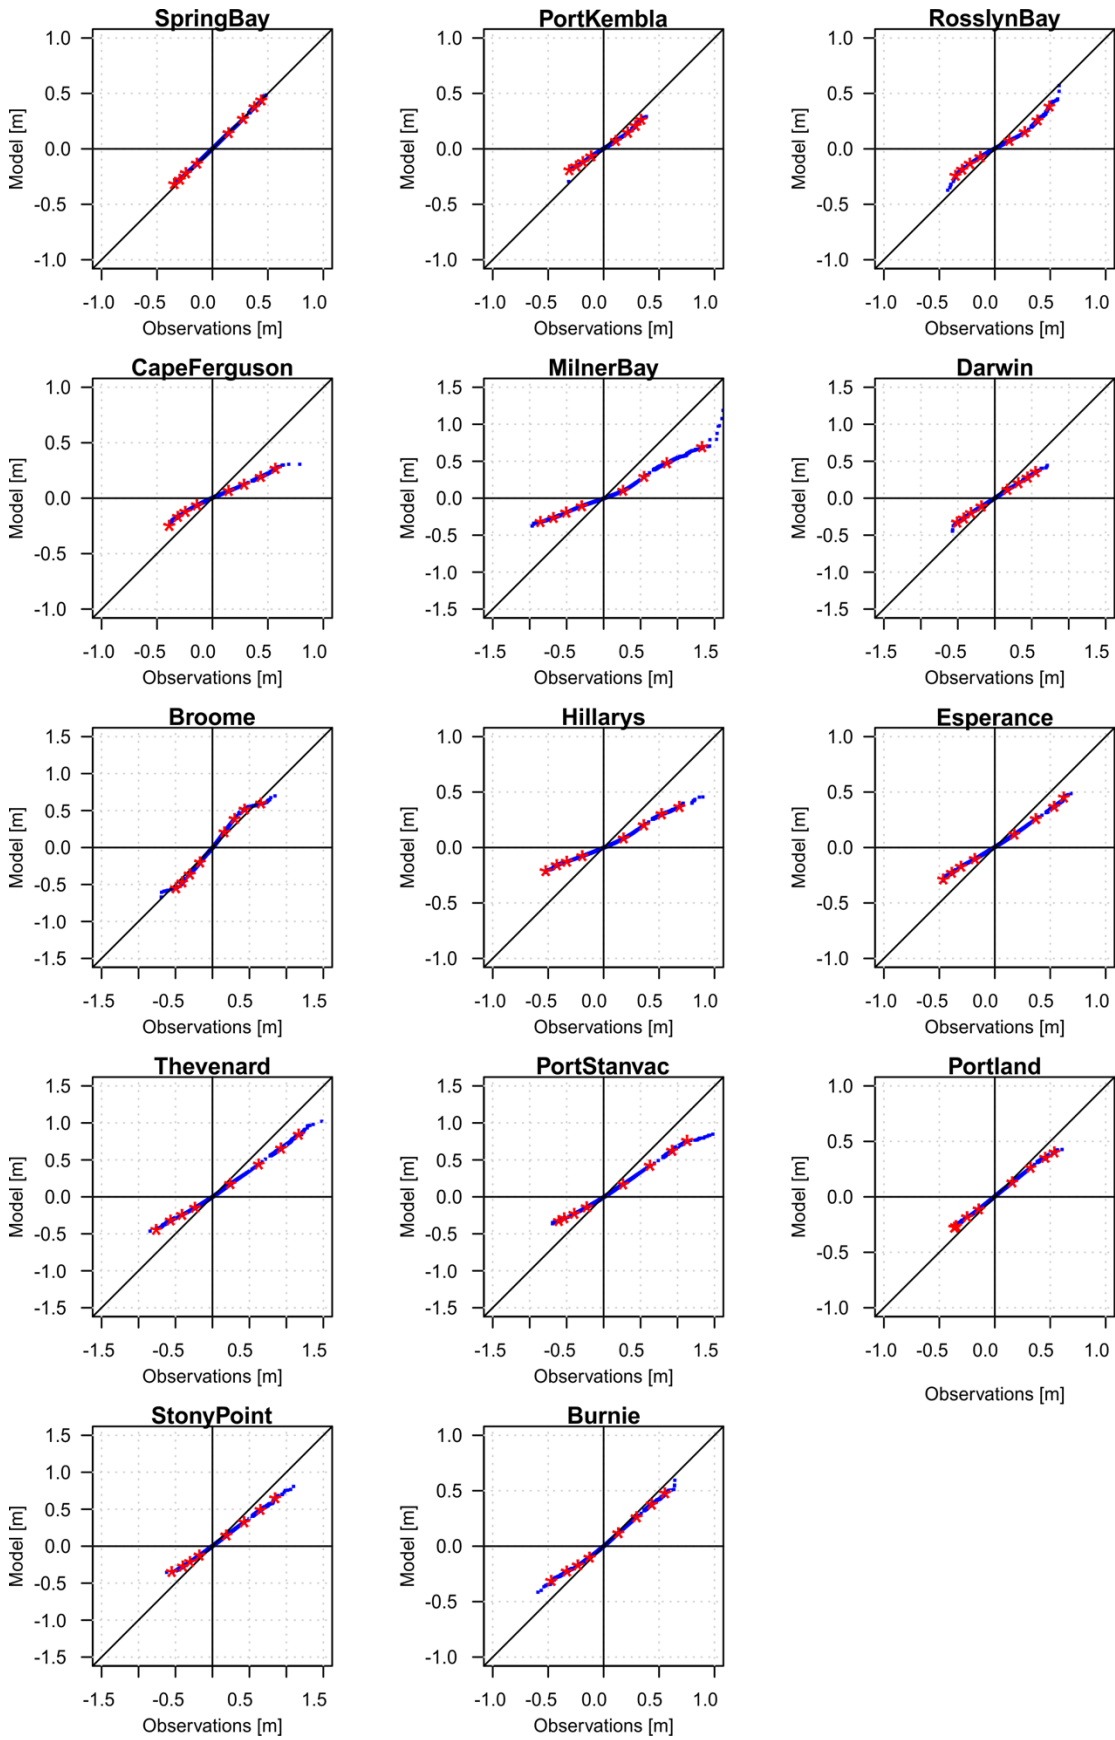 SpringBay
PortKembla
RosslynBay
1.0
0.5
0.0
-0.5
-1.0
Model [m]
-1.0 -0.5 0.0 0.5 1.0
Observations [m]
1.0
0.5
0.0
-0.5
-1.0
Model [m]
-1.0 -0.5 0.0 0.5 1.0
Observations [m]
1.0
0.5
0.0
-0.5
-1.0
Model [m]
-1.0 -0.5 0.0 0.5 1.0
Observations [m]
CapeFerguson
MilnerBay
Darwin
1.0
0.5
0.0
-0.5
-1.0
Model [m]
-1.0 -0.5 0.0 0.5 1.0
Observations [m]
1.5
1.0
0.5
0.0
-0.5
-1.0
-1.5
Model [m]
-1.5 -0.5 0.5 1.5
Observations [m]
1.5
1.0
0.5
0.0
-0.5
-1.0
-1.5
Model [m]
-1.5 -0.5 0.5 1.5
Observations [m]
Broome
Hillarys
Esperance
1.5
1.0
0.5
0.0
-0.5
-1.0
-1.5
Model [m]
-1.5 -0.5 0.5 1.5
Observations [m]
1.0
0.5
0.0
-0.5
-1.0
Model [m]
-1.0 -0.5 0.0 0.5 1.0
Observations [m]
1.0
0.5
0.0
-0.5
-1.0
Model [m]
-1.0 -0.5 0.0 0.5 1.0
Observations [m]
Thevenard
PortStanvac
Portland
1.5
1.0
0.5
0.0
-0.5
-1.0
-1.5
Model [m]
-1.5 -0.5 0.5 1.5
Observations [m]
1.5
1.0
0.5
0.0
-0.5
-1.0
-1.5
Model [m]
-1.5 -0.5 0.5 1.5
Observations [m]
1.0
0.5
0.0
-0.5
-1.0
Model [m]
-1.0 -0.5 0.0 0.5 1.0
Observations [m]
StonyPoint
Burnie
1.5
1.0
0.5
0.0
-0.5
-1.0
-1.5
Model [m]
-1.5 -0.5 0.5 1.5
Observations [m]
1.0
0.5
0.0
-0.5
-1.0
Model [m]
-1.0 -0.5 0.0 0.5 1.0
Observations [m]